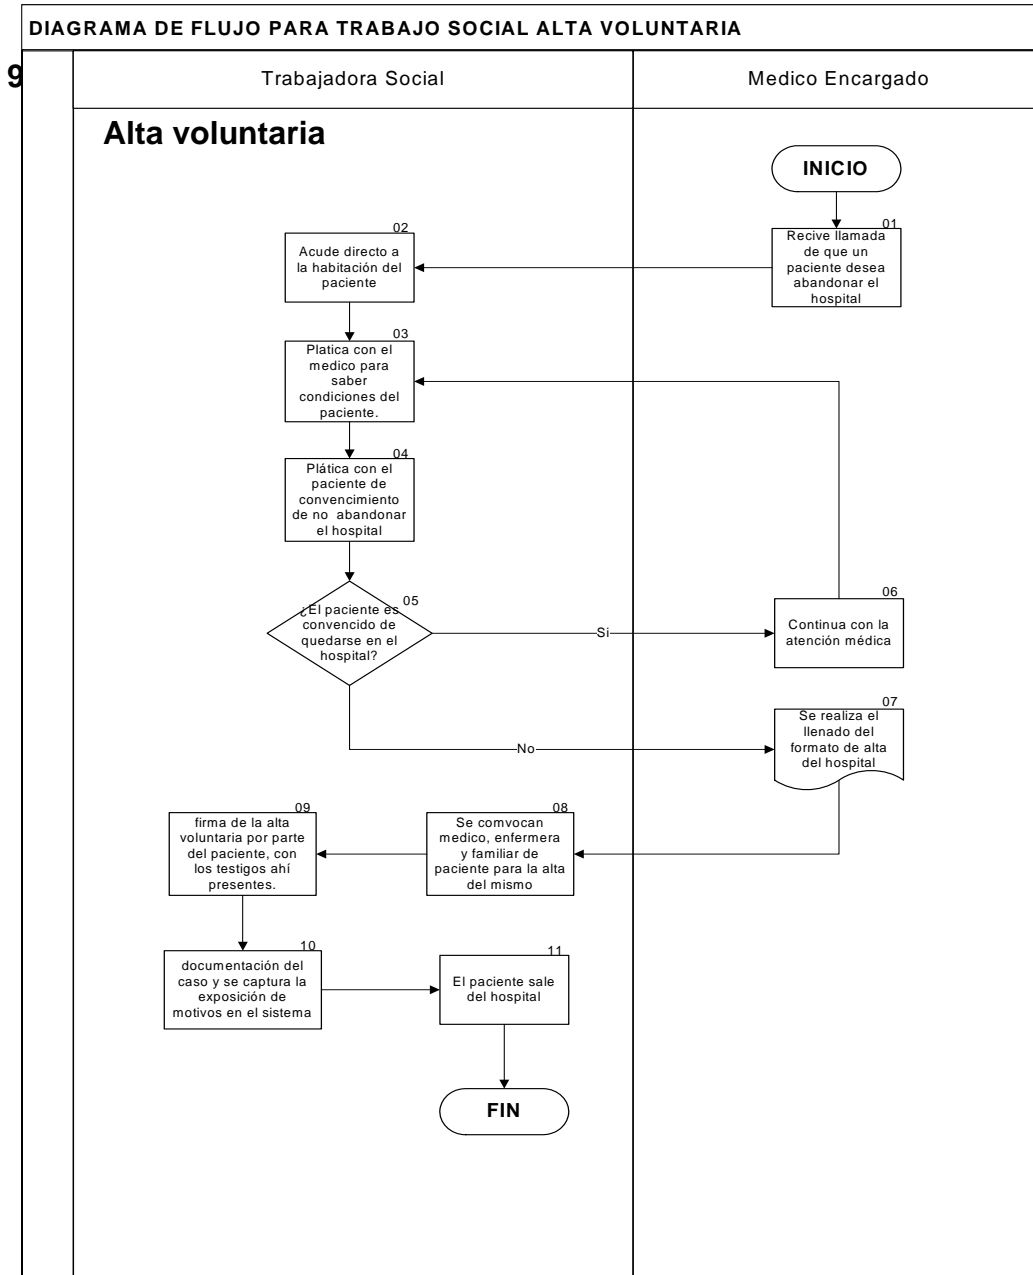 DIAGRAMA DE FLUJO PARA TRABAJO SOCIAL ALTA VOLUNTARIA
9
Trabajadora Social
Medico Encargado
Alta voluntaria
INICIO
01
Recive llamada
de que un
paciente desea
abandonar el
hospital
02
Acude directo a
la habitación del
paciente
03
Platica con el
medico para
saber
condiciones del
paciente.
04
Plática con el
paciente de
convencimiento
de no abandonar
el hospital
05
¿El paciente es
convencido de
quedarse en el
hospital?
Si
06
Continua con la
atención médica
No
07
Se realiza el
llenado del
formato de alta
del hospital
08
Se comvocan
medico, enfermera
y familiar de
paciente para la alta
del mismo
09
firma de la alta
voluntaria por parte
del paciente, con
los testigos ahí
presentes.
10
documentación del
caso y se captura la
exposición de
motivos en el sistema
11
El paciente sale
del hospital
FIN